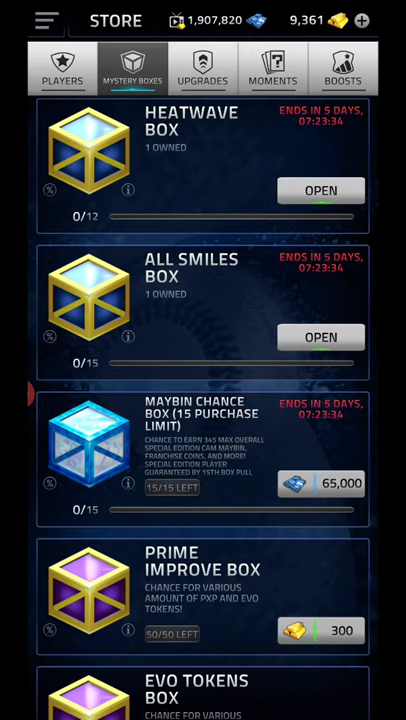 STORE 1,907,820 9,361
PLAYERS MYSTERY BOXES UPGRADES MOMENTS BOOSTS
HEATWAVE
BOX
1 OWNED
ENDS IN 5 DAYS,
07:23:34
% i
OPEN
0/12
ALL SMILES
BOX
1 OWNED
ENDS IN 5 DAYS,
07:23:34
% i
OPEN
0/15
MAYBIN CHANCE
BOX (15 PURCHASE
LIMIT)
ENDS IN 5 DAYS,
07:23:34
CHANCE TO EARN 345 MAX OVERALL
SPECIAL EDITION CAM MAYBIN,
FRANCHISE COINS, AND MORE!
SPECIAL EDITION PLAYER
GUARANTEED BY 15TH BOX PULL
% i
15/15 LEFT
65,000
0/15
PRIME
IMPROVE BOX
CHANCE FOR VARIOUS
AMOUNT OF PXP AND EVO
TOKENS!
% i
50/50 LEFT
300
EVO TOKENS
BOX
CHANCE FOR VARIOUS